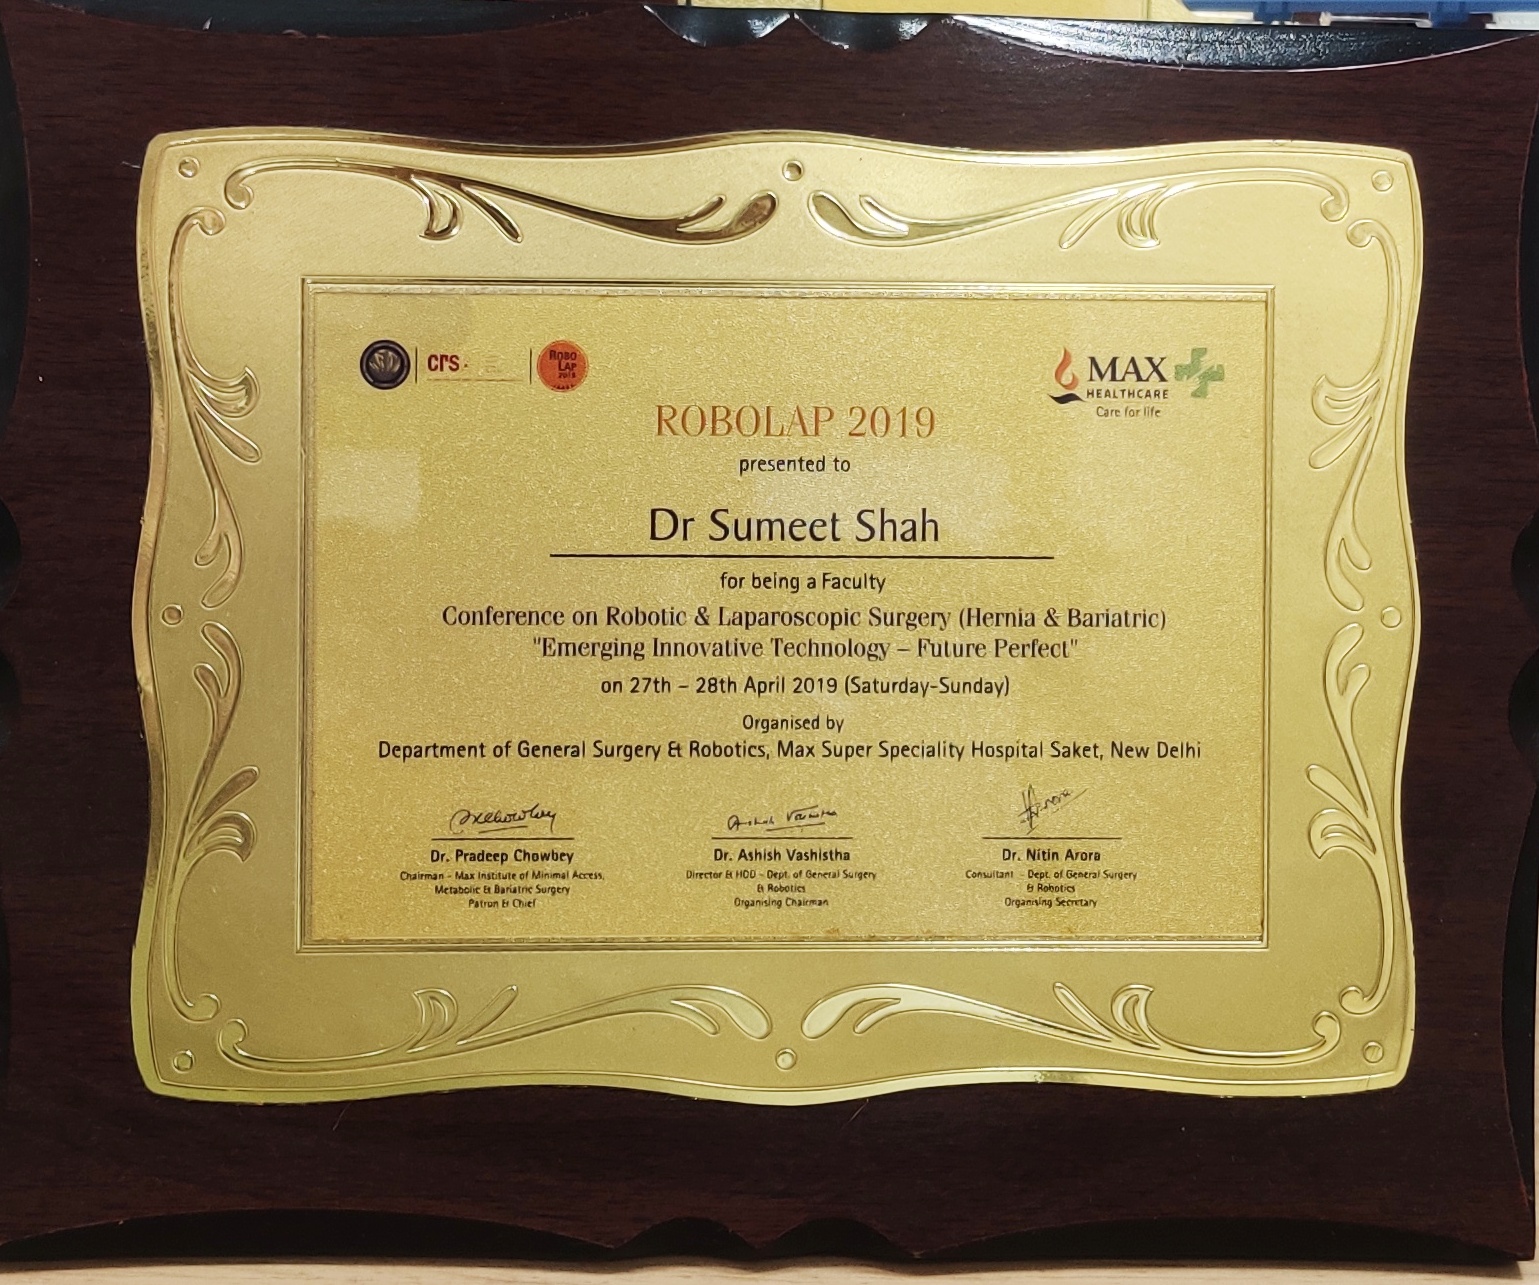 crs
ROBO
LAP
MAX
HEALTHCARE
Care for life
ROBOLAP 2019
presented to
Dr Sumeet Shah
for being a Faculty
Conference on Robotic & Laparoscopic Surgery (Hernia & Bariatric)
"Emerging Innovative Technology – Future Perfect"
on 27th – 28th April 2019 (Saturday-Sunday)
Organised by
Department of General Surgery & Robotics, Max Super Speciality Hospital Saket, New Delhi
Dr. Pradeep Chowbey
Chairman - Max Institute of Minimal Access,
Metabolic & Bariatric Surgery
Patron & Chief
Dr. Ashish Vashistha
Director & HOD - Dept. of General Surgery
& Robotics
Organising Chairman
Dr. Nitin Arora
Consultant - Dept. of General Surgery
& Robotics
Organising Secretary